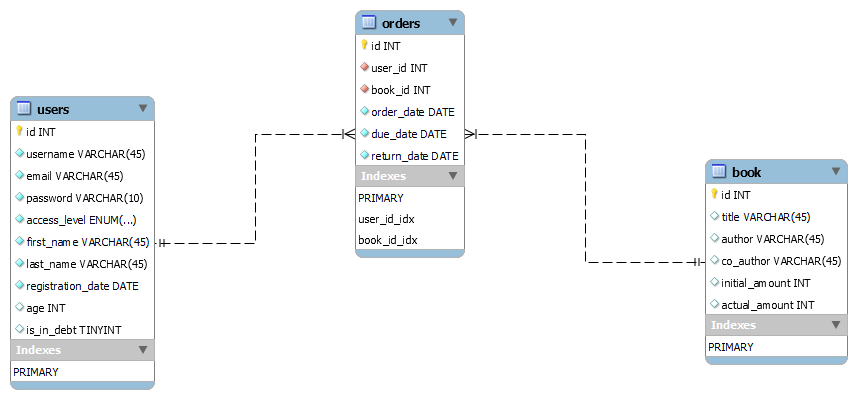 users
id INT
username VARCHAR(45)
email VARCHAR(45)
password VARCHAR(10)
access_level ENUM(...)
first_name VARCHAR(45)
last_name VARCHAR(45)
registration_date DATE
age INT
is_in_debt TINYINT
Indexes
PRIMARY
orders
id INT
user_id INT
book_id INT
order_date DATE
due_date DATE
return_date DATE
Indexes
PRIMARY
user_id_idx
book_id_idx
book
id INT
title VARCHAR(45)
author VARCHAR(45)
co_author VARCHAR(45)
initial_amount INT
actual_amount INT
Indexes
PRIMARY